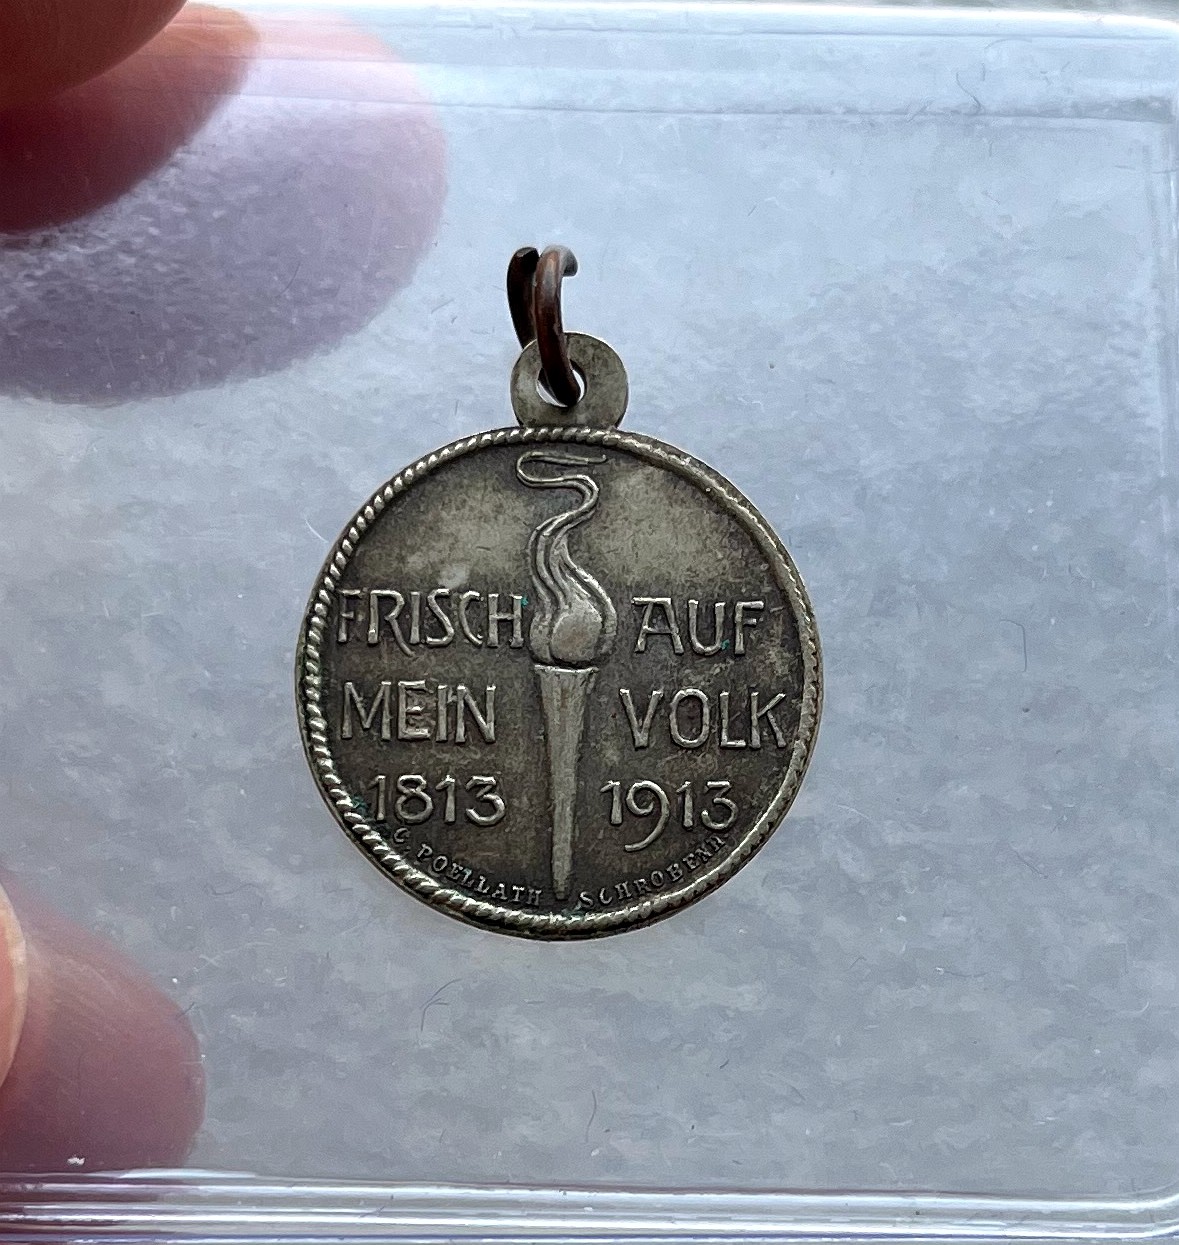 FRISCH AUF
MEIN VOLK
1813 1913
C. POELLATH SCHROBENH.